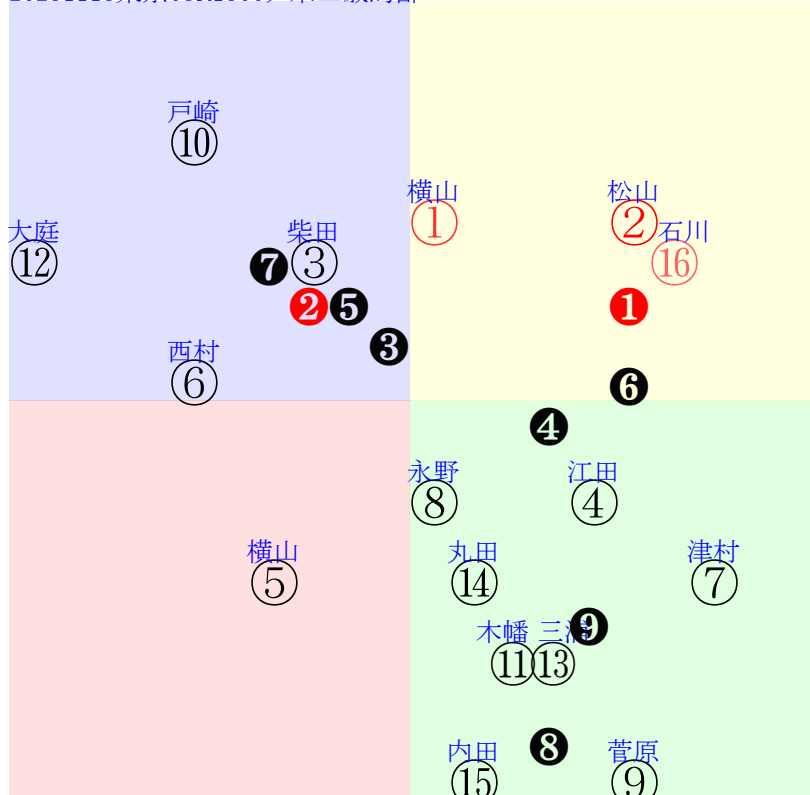 戸崎
⑩
横山
①
松山
②
大庭
⑫
柴田
③
石川
⑯
❼
❷
❺
❶
❸
西村
⑥
❻
❹
永野
⑧
江田
④
横山
⑤
丸田
⑭
津村
⑦
木幡
⑪
三浦
⑬
❾
内田
⑮
❽
菅原
⑨